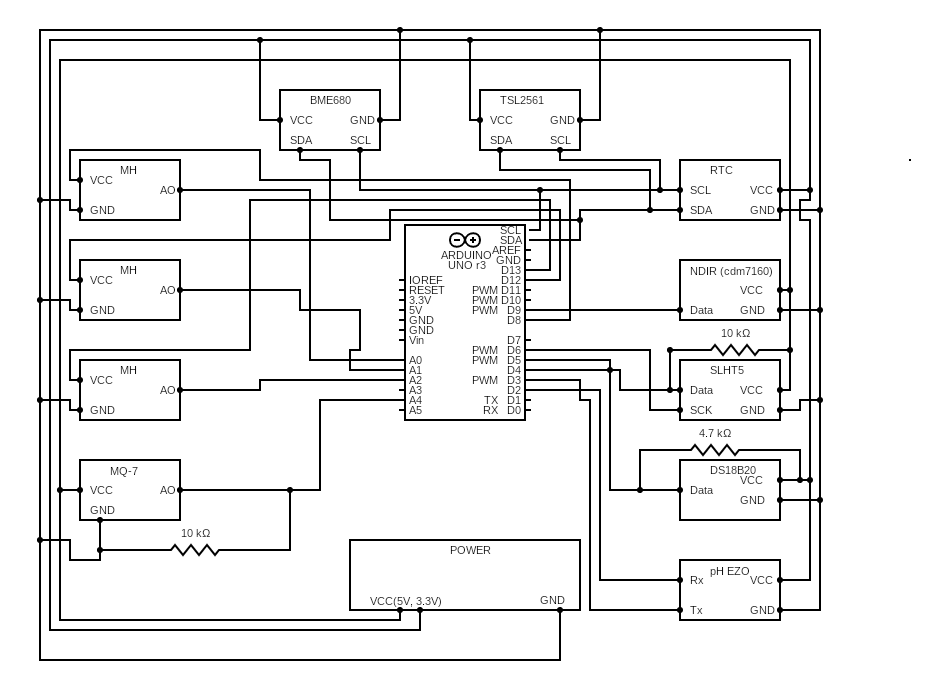 BME680
VCC GND
SDA SCL
TSL2561
VCC GND
SDA SCL
MH
VCC AO
GND
RTC
SCL VCC
SDA GND
MH
VCC AO
GND
ARDUINO
UNO r3
SCL
SDA
AREF
GND
D13
D12
IOREF PWM D11
RESET PWM D10
3.3V PWM D9
5V D8
GND
GND
Vin D7
PWM D6
A0 PWM D5
A1 D4
A2 PWM D3
A3 D2
A4 TX D1
A5 RX D0
NDIR (cdm7160)
VCC
Data GND
10 kΩ
MH
VCC AO
GND
SLHT5
Data VCC
SCK GND
4.7 kΩ
MQ-7
VCC AO
GND
10 kΩ
DS18B20
VCC
Data
GND
POWER
VCC(5V, 3.3V) GND
pH EZO
Rx VCC
Tx GND